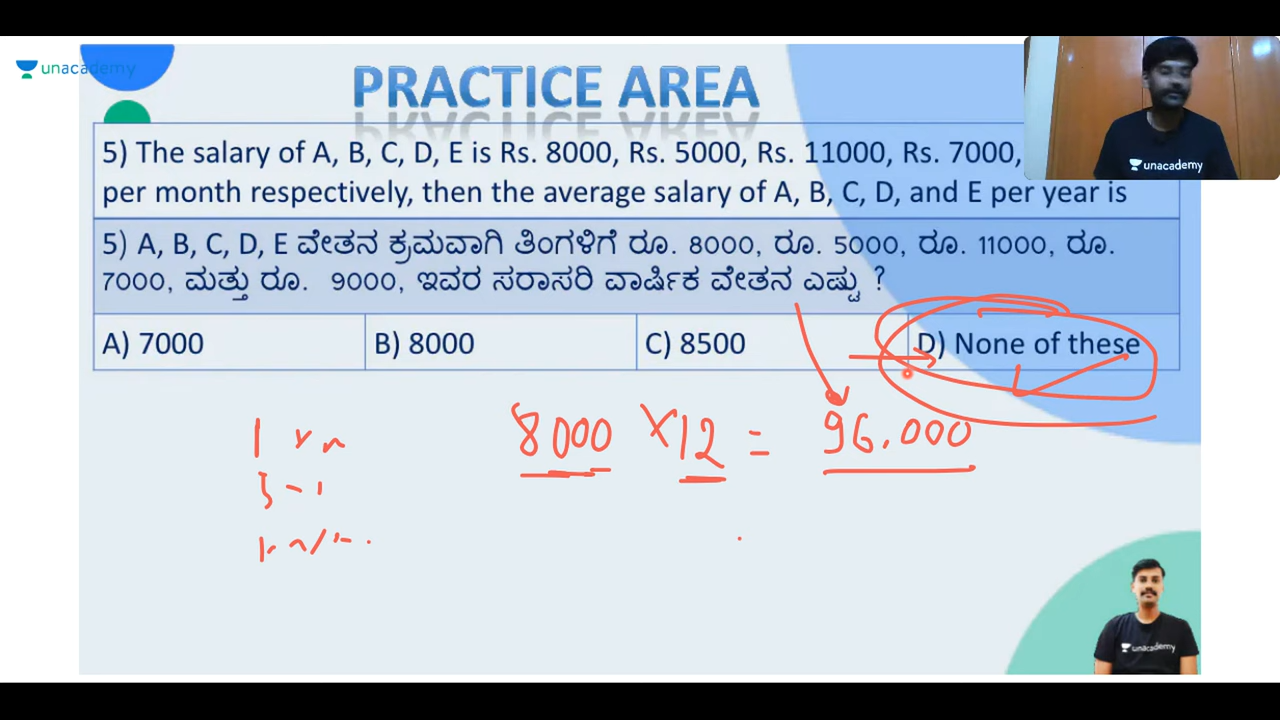 unacademy
PRACTICE AREA
5) The salary of A, B, C, D, E is Rs. 8000, Rs. 5000, Rs. 11000, Rs. 7000,
per month respectively, then the average salary of A, B, C, D, and E per year is
5) A, B, C, D, E ವೇತನ ಕ್ರಮವಾಗಿ ತಿಂಗಳಿಗೆ ರೂ. 8000, ರೂ. 5000, ರೂ. 11000, ರೂ.
7000, ಮತ್ತು ರೂ. 9000, ಇವರ ಸರಾಸರಿ ವಾರ್ಷಿಕ ವೇತನ ಎಷ್ಟು ?
A) 7000 B) 8000 C) 8500 D) None of these
8000 × 12 = 96.000
unacademy
unacademy